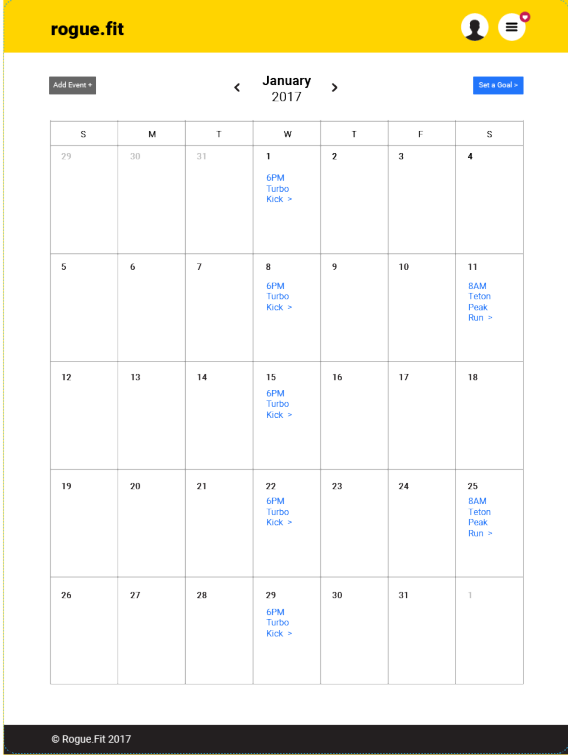 rogue.fit
Add Event +
January
2017
Set a Goal >
S M T W T F S
29 30 31 1 2 3 4
6PM
Turbo
Kick >
5 6 7 8 9 10 11
6PM
Turbo
Kick >
8AM
Teton
Peak
Run >
12 13 14 15 16 17 18
6PM
Turbo
Kick >
19 20 21 22 23 24 25
6PM
Turbo
Kick >
8AM
Teton
Peak
Run >
26 27 28 29 30 31 1
6PM
Turbo
Kick >
© Rogue.Fit 2017